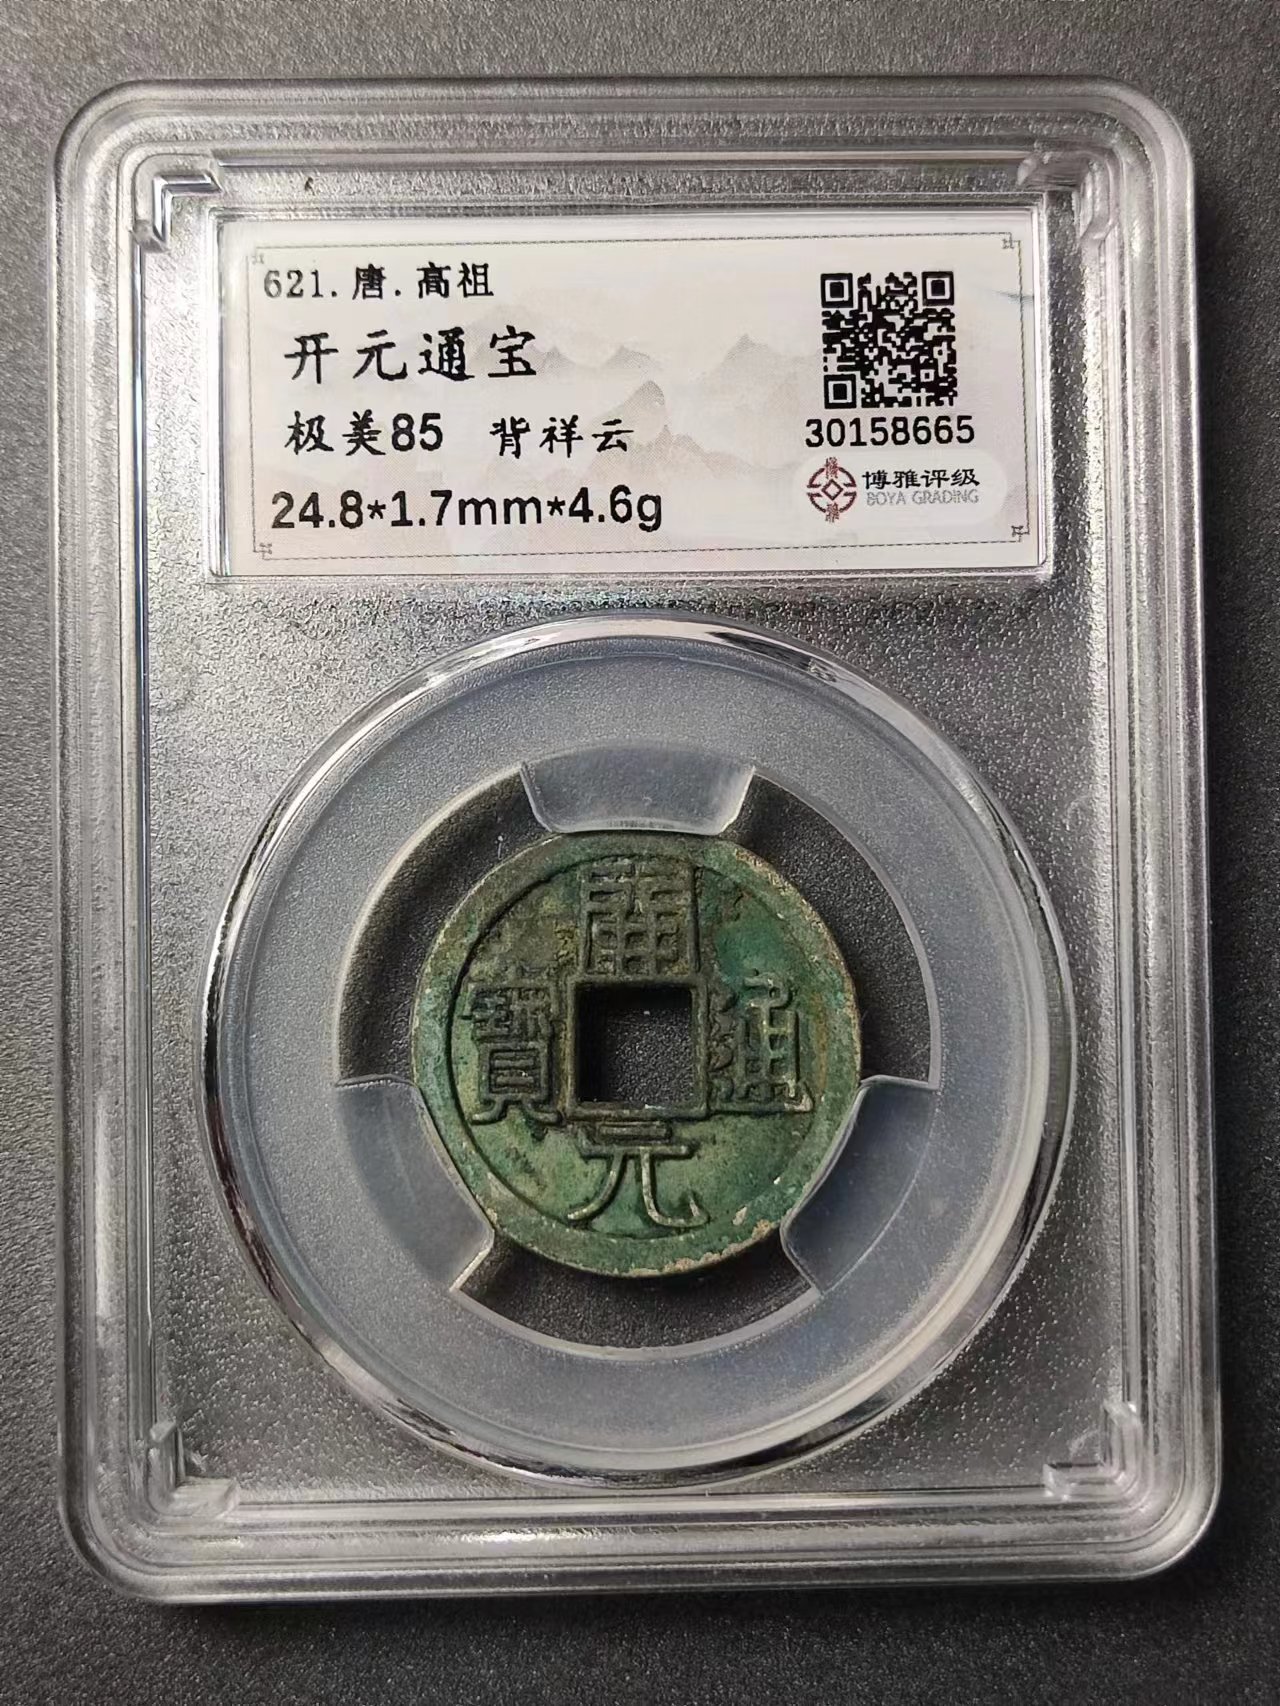 621.唐.高祖
开元通宝
极美85 背祥云
24.8*1.7mm*4.6g
30158665
博雅评级
BOYA GRADING
開
寶 通
元